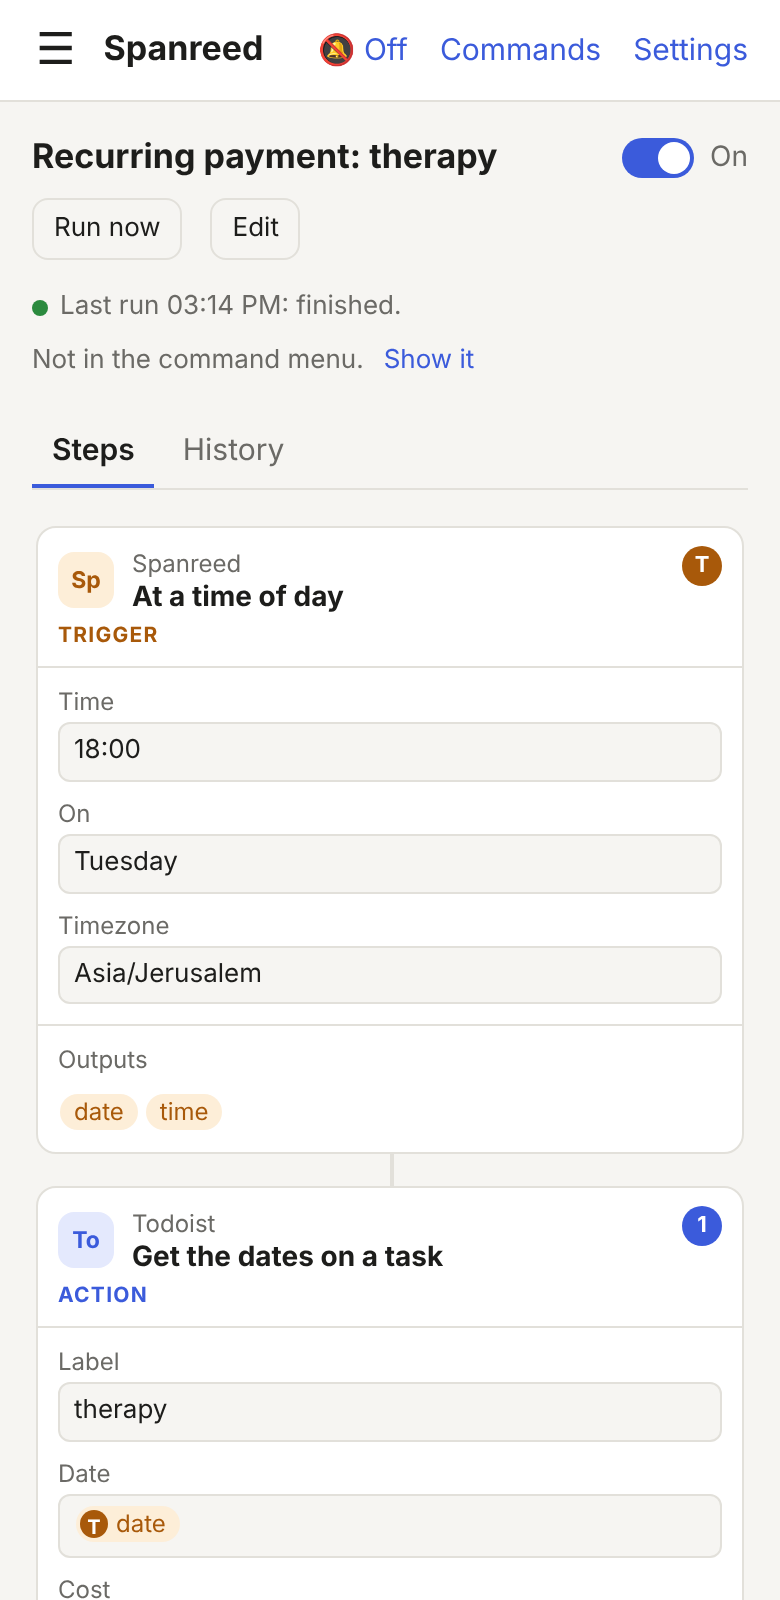 ☰ Spanreed 🔕 Off Commands Settings
Recurring payment: therapy On
Run now Edit
Last run 03:14 PM: finished.
Not in the command menu. Show it
Steps History
Sp Spanreed T
At a time of day
TRIGGER
Time
18:00
On
Tuesday
Timezone
Asia/Jerusalem
Outputs
date time
To Todoist 1
Get the dates on a task
ACTION
Label
therapy
Date
T date
Cost